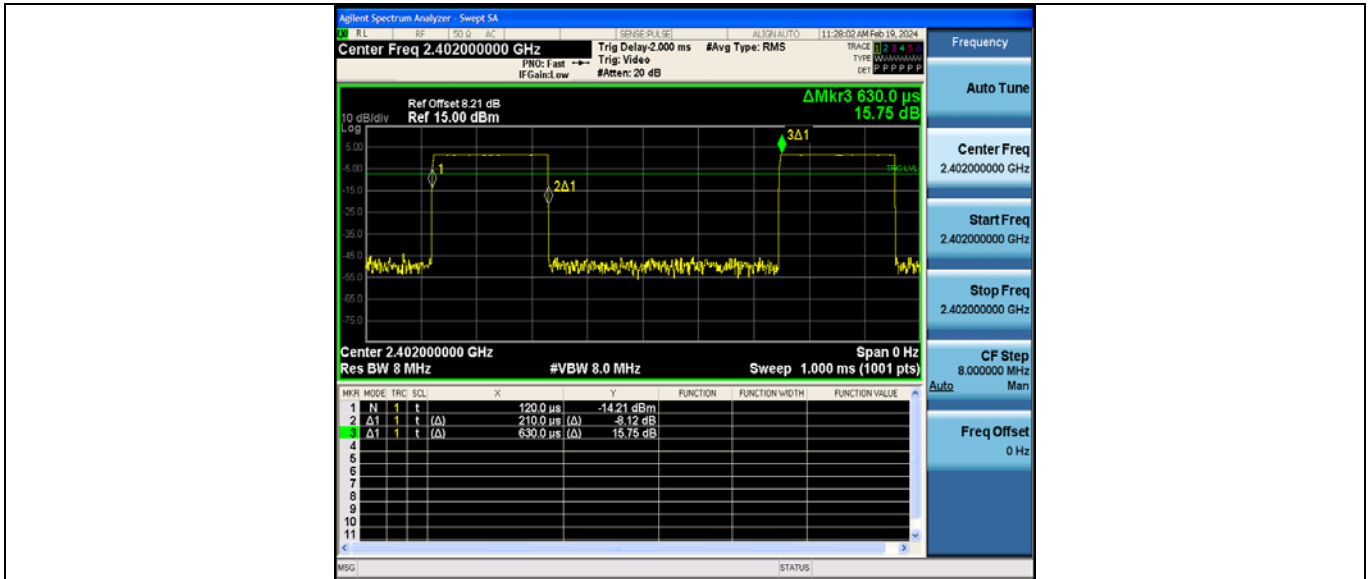 Agilent Spectrum Analyzer - Swept SA
RL RF 50 Ω AC SENSE:PULSE ALIGN AUTO 11:28:02 AM Feb 19, 2024
Center Freq 2.402000000 GHz
PNO: Fast
IFGain:Low
Trig Delay-2.000 ms
Trig: Video
#Atten: 20 dB
#Avg Type: RMS
TRACE 1 2 3 4 5 6
TYPE WWWWWW
DET P P P P P P
Frequency
ΔMkr3 630.0 µs
15.75 dB
Ref Offset 8.21 dB
10 dB/div Ref 15.00 dBm
Log
5.00
-5.00
-15.0
-25.0
-35.0
-45.0
-55.0
-65.0
-75.0
1
2Δ1
3Δ1
TRIG LVL
Center 2.402000000 GHz Span 0 Hz
Res BW 8 MHz #VBW 8.0 MHz Sweep 1.000 ms (1001 pts)
MKR MODE TRC SCL X Y FUNCTION FUNCTION WIDTH FUNCTION VALUE
1 N 1 t 120.0 µs -14.21 dBm
2 Δ1 1 t (Δ) 210.0 µs (Δ) -8.12 dB
3 Δ1 1 t (Δ) 630.0 µs (Δ) 15.75 dB
4
5
6
7
8
9
10
11
MSG STATUS
Auto Tune
Center Freq
2.402000000 GHz
Start Freq
2.402000000 GHz
Stop Freq
2.402000000 GHz
CF Step
8.000000 MHz
Auto Man
Freq Offset
0 Hz